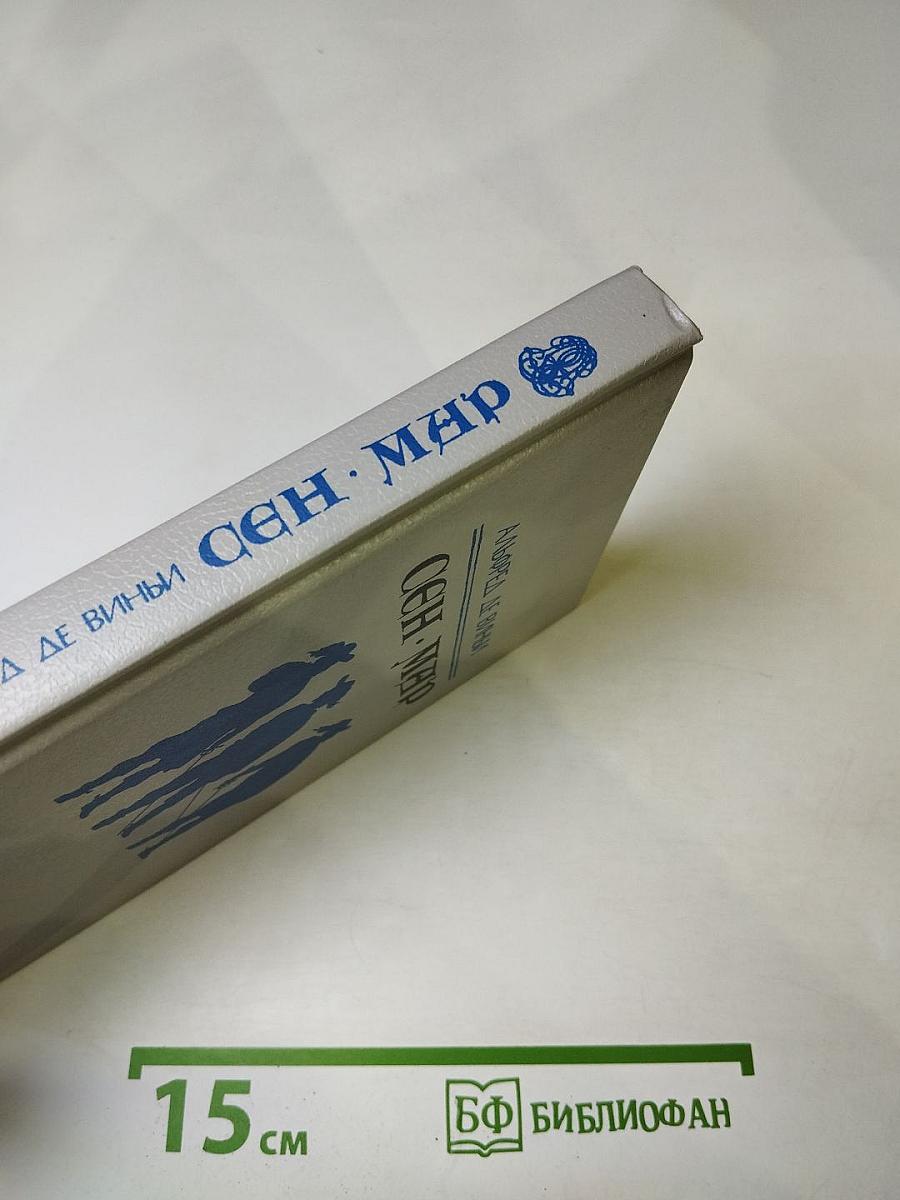 Д ДЕ ВИНЬИ СЕН·МАР
АЛЬФРЕД ДЕ ВИНЬИ
СЕН·МАР
15 см
БФ БИБЛИОФАН